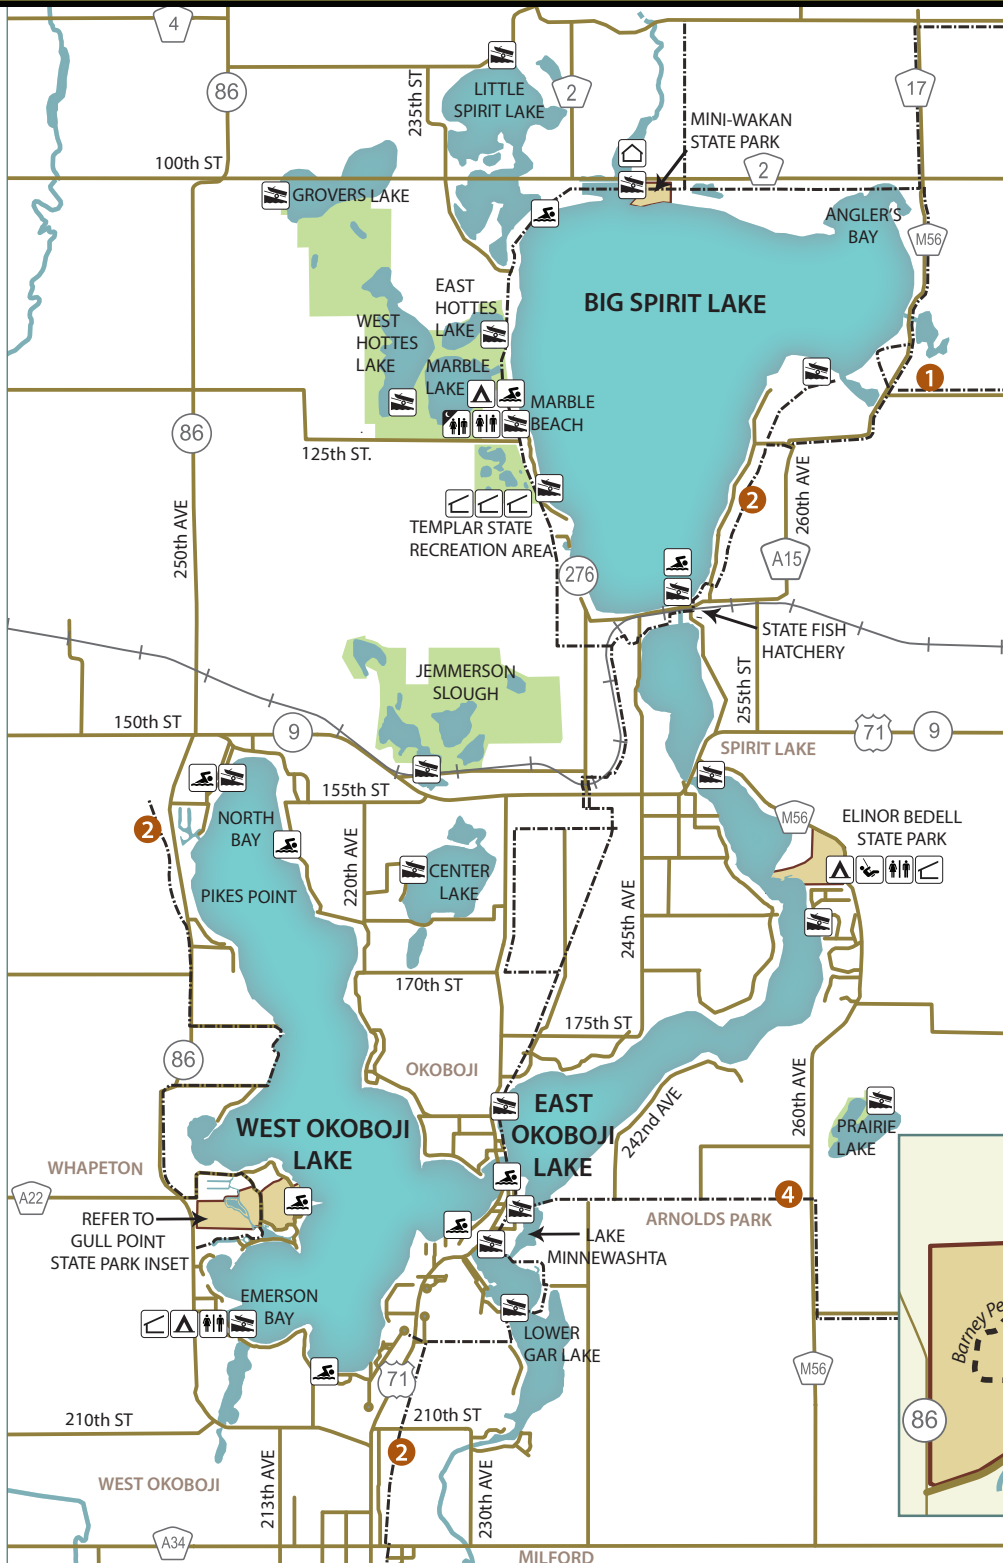 4
86
235th ST
LITTLE
SPIRIT LAKE
2
17
MINI-WAKAN
STATE PARK
100th ST
2
GROVERS LAKE
ANGLER'S
BAY
M56
EAST
HOTTES
LAKE
WEST
HOTTES
LAKE
BIG SPIRIT LAKE
MARBLE
LAKE
1
MARBLE
BEACH
86
125th ST.
2
260th AVE
250th AVE
TEMPLAR STATE
RECREATION AREA
A15
276
STATE FISH
HATCHERY
JEMMERSON
SLOUGH
255th ST
150th ST
9
71
9
SPIRIT LAKE
155th ST
NORTH
BAY
2
M56
ELINOR BEDELL
STATE PARK
220th AVE
CENTER
LAKE
PIKES POINT
245th AVE
170th ST
175th ST
86
OKOBOJI
EAST
OKOBOJI
LAKE
242nd AVE
260th AVE
PRAIRIE
LAKE
WEST OKOBOJI
LAKE
WHAPETON
A22
4
ARNOLDS PARK
REFER TO
GULL POINT
STATE PARK INSET
LAKE
MINNEWASHTA
EMERSON
BAY
LOWER
GAR LAKE
Barney Pe
71
M56
86
210th ST
210th ST
2
WEST OKOBOJI
213th AVE
230th AVE
A34
MILFORD